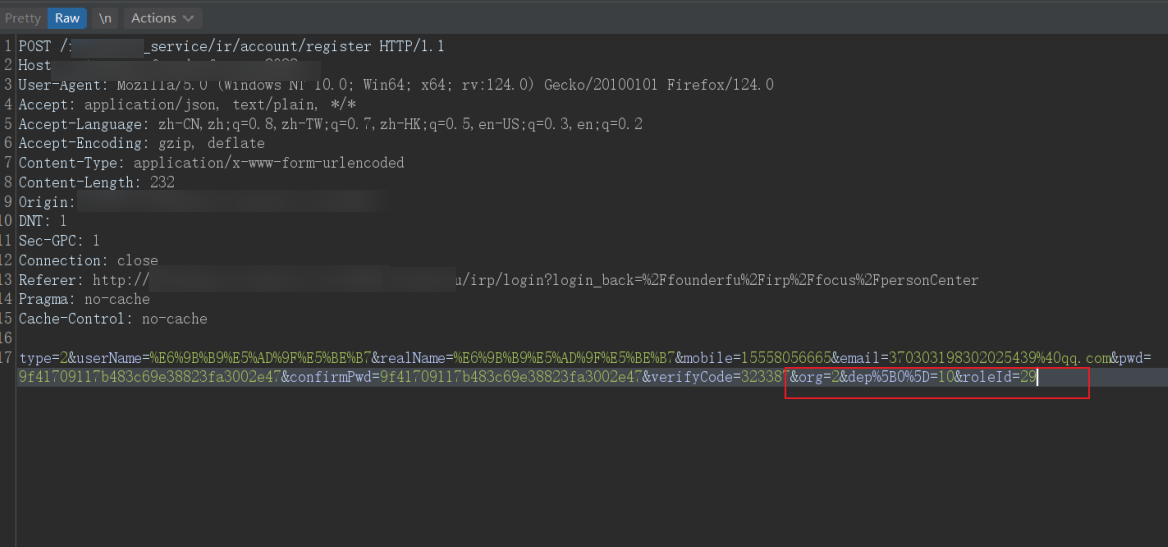 Pretty Raw \n Actions
1 POST /i _service/ir/account/register HTTP/1.1
2 Host
3 User-Agent: Mozilla/5.0 (Windows NT 10.0; Win64; x64; rv:124.0) Gecko/20100101 Firefox/124.0
4 Accept: application/json, text/plain, */*
5 Accept-Language: zh-CN,zh;q=0.8,zh-TW;q=0.7,zh-HK;q=0.5,en-US;q=0.3,en;q=0.2
6 Accept-Encoding: gzip, deflate
7 Content-Type: application/x-www-form-urlencoded
8 Content-Length: 232
9 Origin:
10 DNT: 1
11 Sec-GPC: 1
12 Connection: close
13 Referer: http:// u/irp/login?login_back=%2Ffounderfu%2Firp%2Ffocus%2FpersonCenter
14 Pragma: no-cache
15 Cache-Control: no-cache
16
17 type=2&userName=%E6%9B%B9%E5%AD%9F%E5%BE%B7&realName=%E6%9B%B9%E5%AD%9F%E5%BE%B7&mobile=15558056665&email=370303198302025439%40qq.com&pwd=
9f41709117b483c69e38823fa3002e47&confirmPwd=9f41709117b483c69e38823fa3002e47&verifyCode=323387&org=2&dep%5B0%5D=10&roleId=29